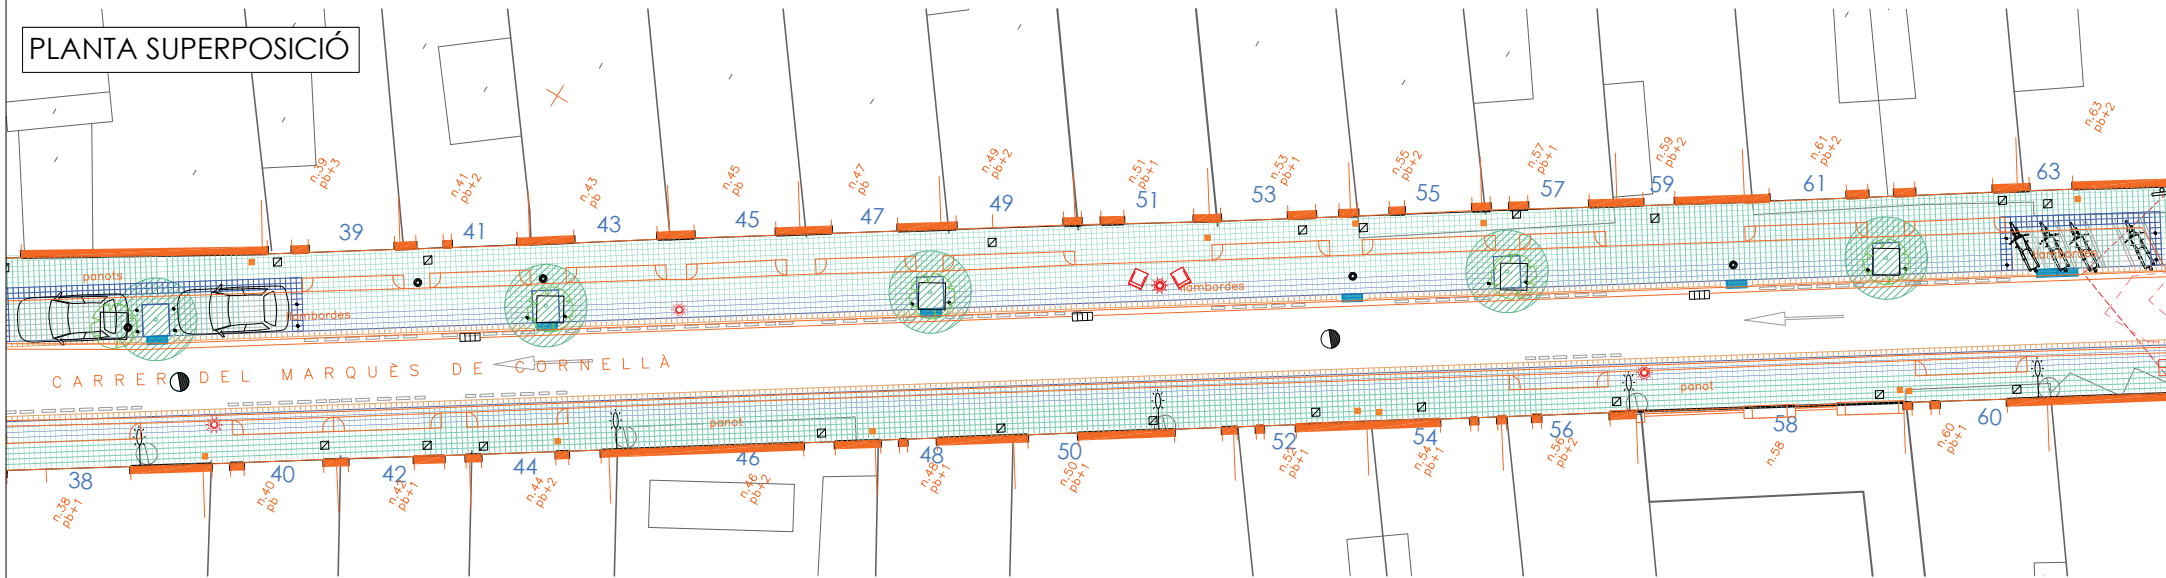 PLANTA SUPERPOSICIÓ
n.39
pb+3
n.41
pb+2
n.43
pb
n.45
pb
n.47
pb
n.49
pb+2
n.51
pb+1
n.53
pb+1
n.55
pb+2
n.57
pb+1
n.59
pb+2
n.61
pb+2
n.63
pb+2
39
41
43
45
47
49
51
53
55
57
59
61
63
panots
llambordes
llambordes
llambordes
CARRER DEL MARQUÈS DE CORNELLÀ
panot
panot
38
40
42
44
46
48
50
52
54
56
58
60
n.38
pb+1
n.40
pb
n.42
pb+1
n.44
pb+2
n.46
pb+2
n.48
pb+1
n.50
pb+1
n.52
pb+1
n.54
pb+1
n.56
pb+2
n.58
n.60
pb+1